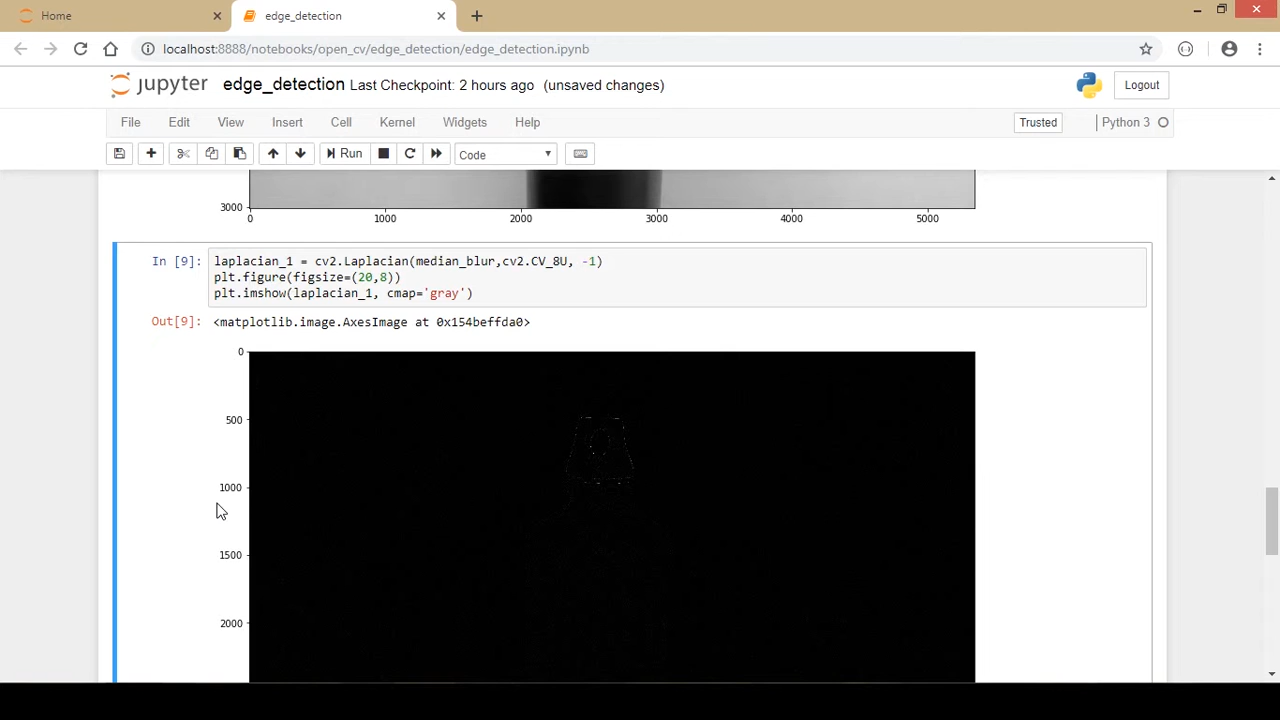 Home
edge_detection
localhost:8888/notebooks/open_cv/edge_detection/edge_detection.ipynb
jupyter edge_detection Last Checkpoint: 2 hours ago (unsaved changes)
Logout
File Edit View Insert Cell Kernel Widgets Help
Trusted
Python 3
Run
Code
3000
0 1000 2000 3000 4000 5000
In [9]: laplacian_1 = cv2.Laplacian(median_blur,cv2.CV_8U, -1)
plt.figure(figsize=(20,8))
plt.imshow(laplacian_1, cmap='gray')
Out[9]: <matplotlib.image.AxesImage at 0x154beffda0>
0
500
1000
1500
2000